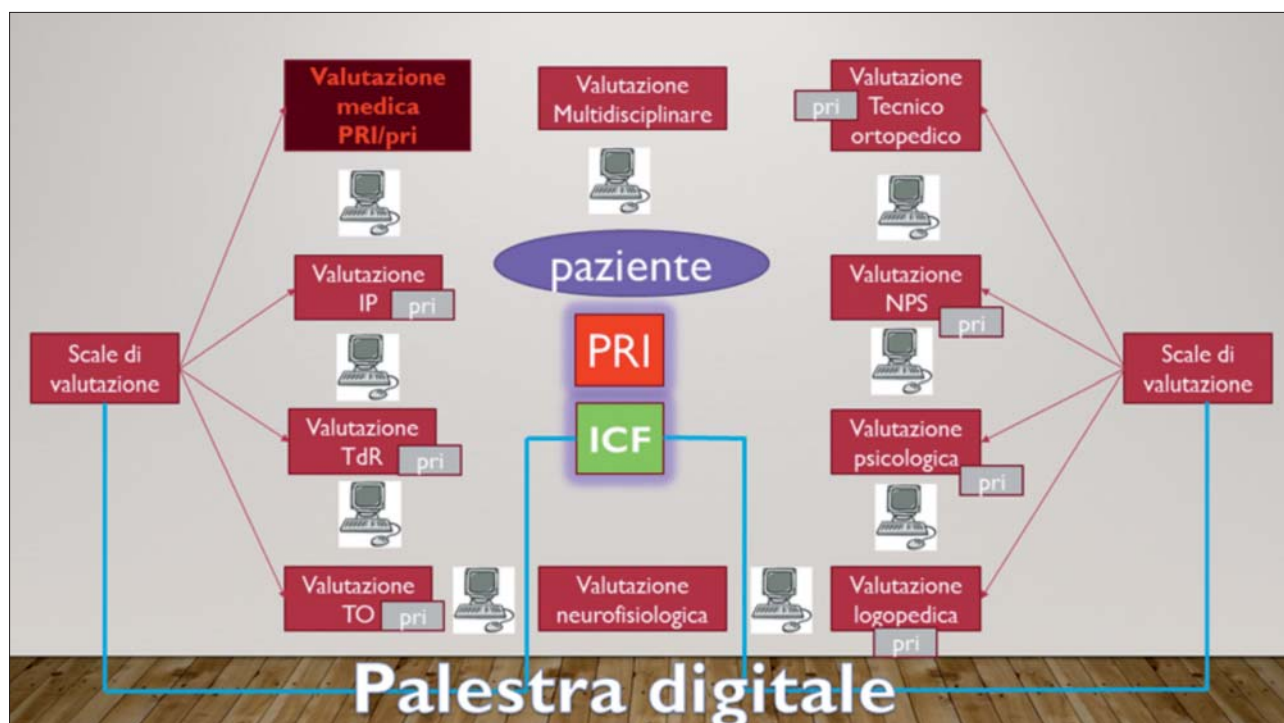 Valutazione
medica
PRI/pri
Valutazione
Multidisciplinare
pri
Valutazione
Tecnico
ortopedico
paziente
Valutazione
IP
pri
Valutazione
NPS
pri
PRI
Scale di
valutazione
Scale di
valutazione
Valutazione
TdR
pri
ICF
Valutazione
psicologica
pri
Valutazione
TO
pri
Valutazione
neurofisiologica
Valutazione
logopedica
pri
Palestra digitale